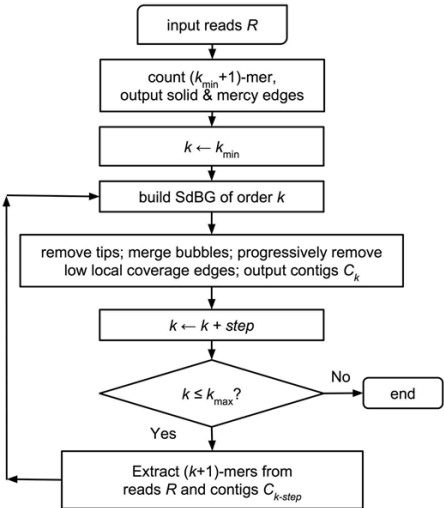 input reads R
count (kmin+1)-mer,
output solid & mercy edges
k ← kmin
build SdBG of order k
remove tips; merge bubbles; progressively remove
low local coverage edges; output contigs Ck
k ← k + step
k ≤ kmax?
No
end
Yes
Extract (k+1)-mers from
reads R and contigs Ck-step